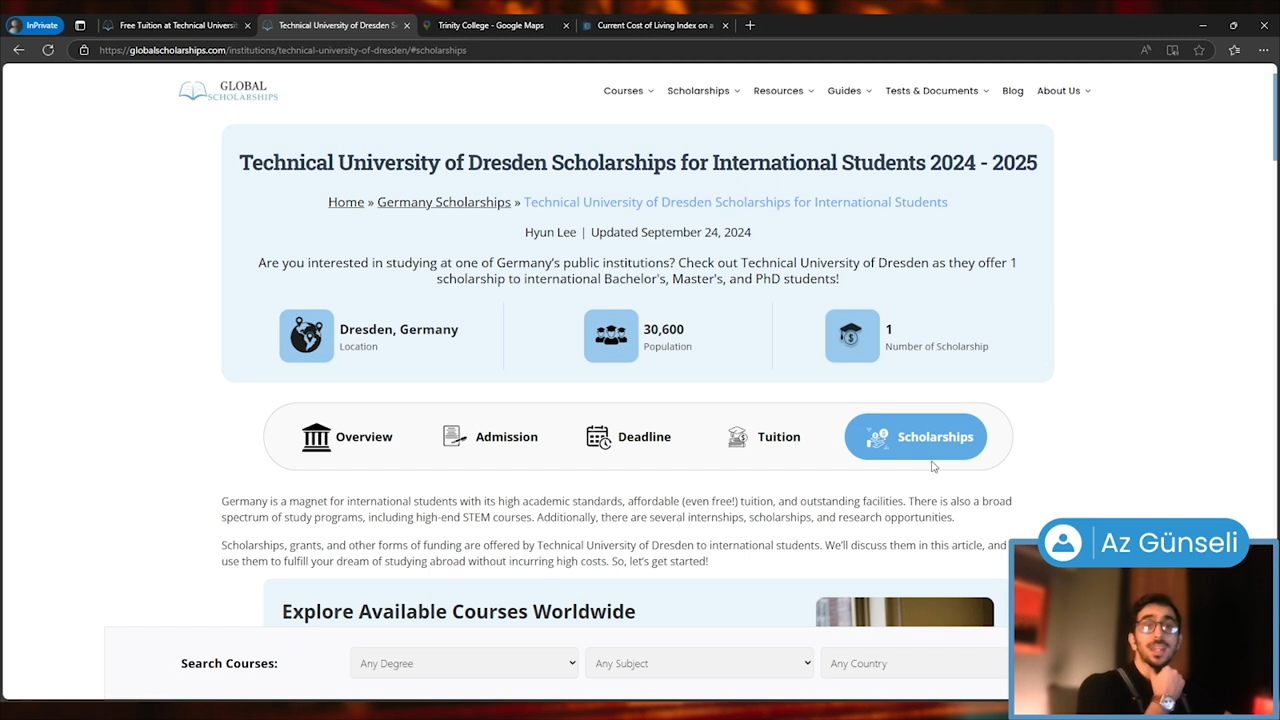 InPrivate
Free Tuition at Technical Universi
Technical University of Dresden S
Trinity College - Google Maps
Current Cost of Living Index on a
https://globalscholarships.com/institutions/technical-university-of-dresden/#scholarships
GLOBAL
SCHOLARSHIPS
Courses
Scholarships
Resources
Guides
Tests & Documents
Blog
About Us
Technical University of Dresden Scholarships for International Students 2024 - 2025
Home » Germany Scholarships » Technical University of Dresden Scholarships for International Students
Hyun Lee | Updated September 24, 2024
Are you interested in studying at one of Germany's public institutions? Check out Technical University of Dresden as they offer 1
scholarship to international Bachelor's, Master's, and PhD students!
Dresden, Germany
Location
30,600
Population
1
Number of Scholarship
Overview
Admission
Deadline
Tuition
Scholarships
Germany is a magnet for international students with its high academic standards, affordable (even free!) tuition, and outstanding facilities. There is also a broad
spectrum of study programs, including high-end STEM courses. Additionally, there are several internships, scholarships, and research opportunities.
Scholarships, grants, and other forms of funding are offered by Technical University of Dresden to international students. We'll discuss them in this article, and
use them to fulfill your dream of studying abroad without incurring high costs. So, let's get started!
Az Günseli
Explore Available Courses Worldwide
Search Courses:
Any Degree
Any Subject
Any Country